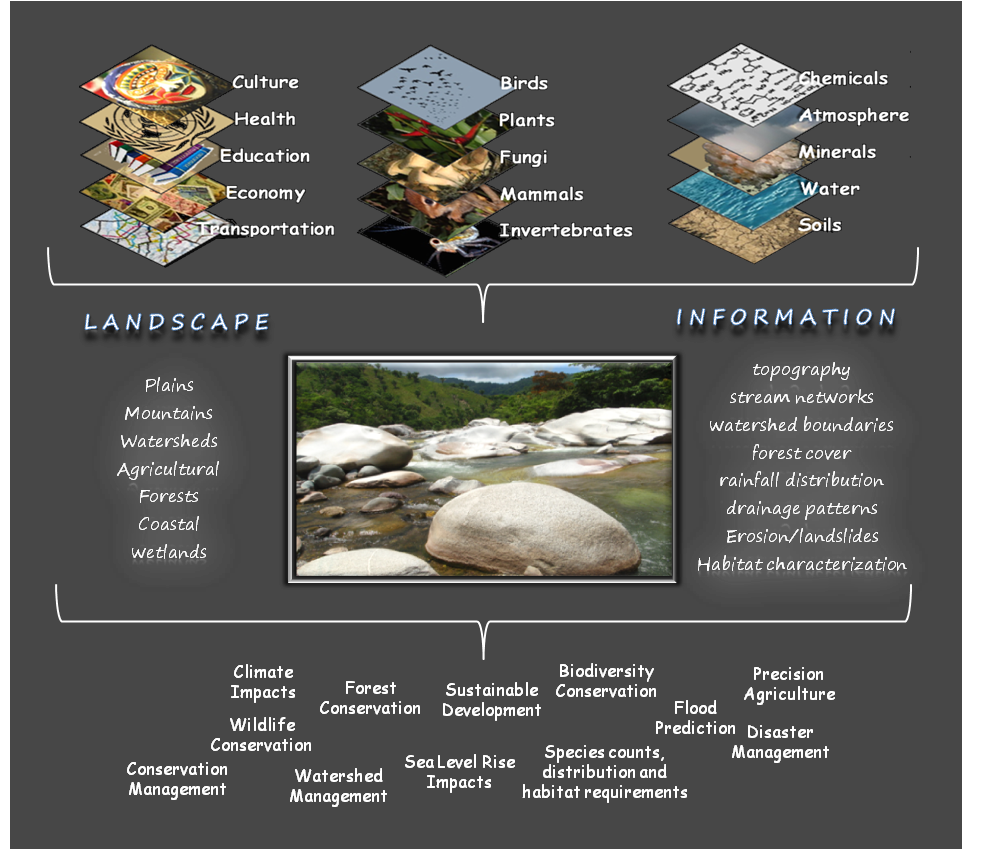 Culture
Health
Education
Economy
Transportation
Birds
Plants
Fungi
Mammals
Invertebrates
Chemicals
Atmosphere
Minerals
Water
Soils
LANDSCAPE
INFORMATION
Plains
Mountains
Watersheds
Agricultural
Forests
Coastal
Wetlands
topography
stream networks
watershed boundaries
forest cover
rainfall distribution
drainage patterns
Erosion/landslides
Habitat characterization
Climate
Impacts
Forest
Conservation
Sustainable
Development
Biodiversity
Conservation
Precision
Agriculture
Wildlife
Conservation
Flood
Prediction
Disaster
Management
Conservation
Management
Watershed
Management
Sea Level Rise
Impacts
Species counts,
distribution and
habitat requirements